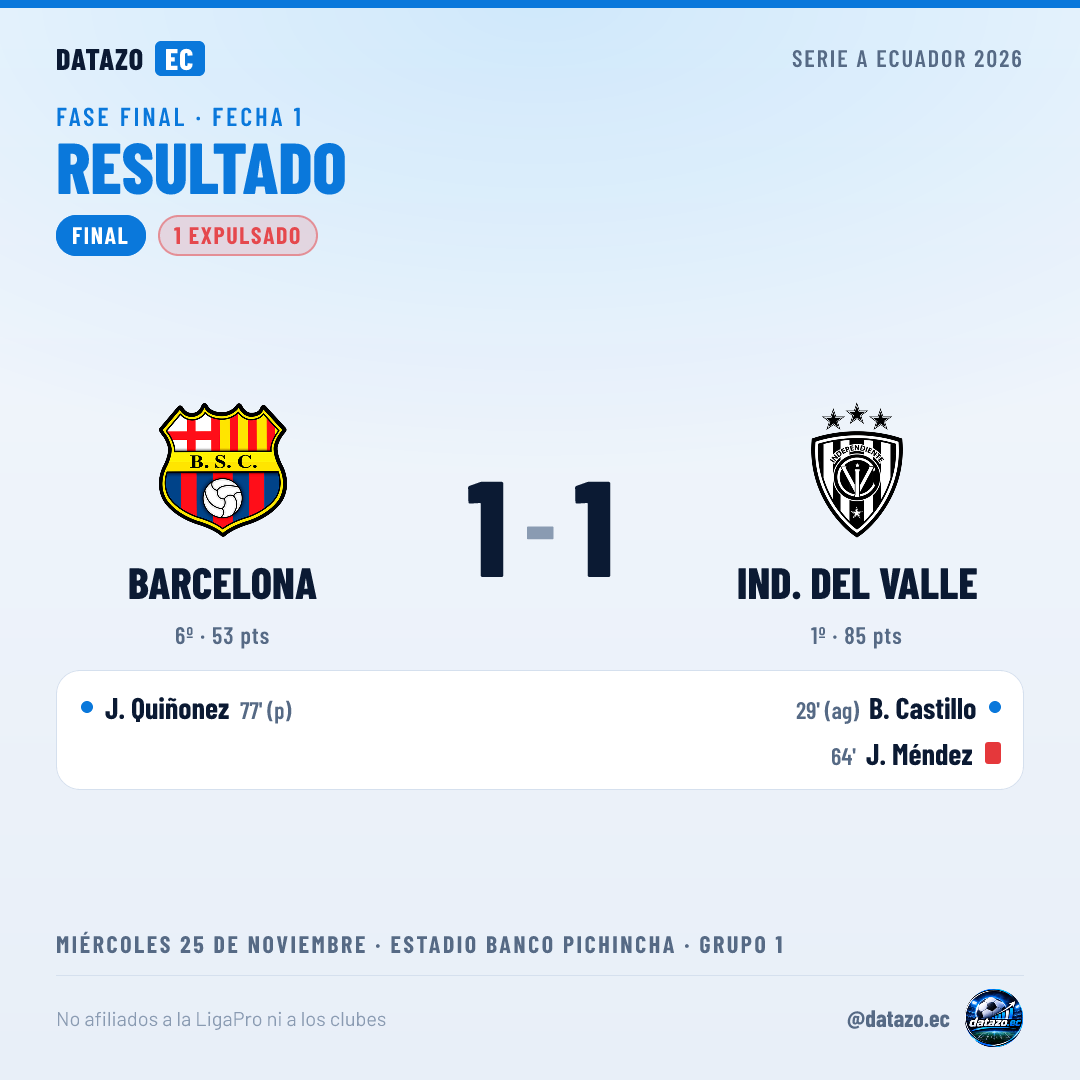 DATAZO EC
SERIE A ECUADOR 2026
FASE FINAL · FECHA 1
RESULTADO
FINAL
1 EXPULSADO
B. S. C.
INDEPENDIENTE
1 - 1
BARCELONA
IND. DEL VALLE
6º · 53 pts
1º · 85 pts
J. Quiñonez 77' (p)
29' (ag) B. Castillo
64' J. Méndez
MIÉRCOLES 25 DE NOVIEMBRE · ESTADIO BANCO PICHINCHA · GRUPO 1
No afiliados a la LigaPro ni a los clubes
@datazo.ec
datazo.ec